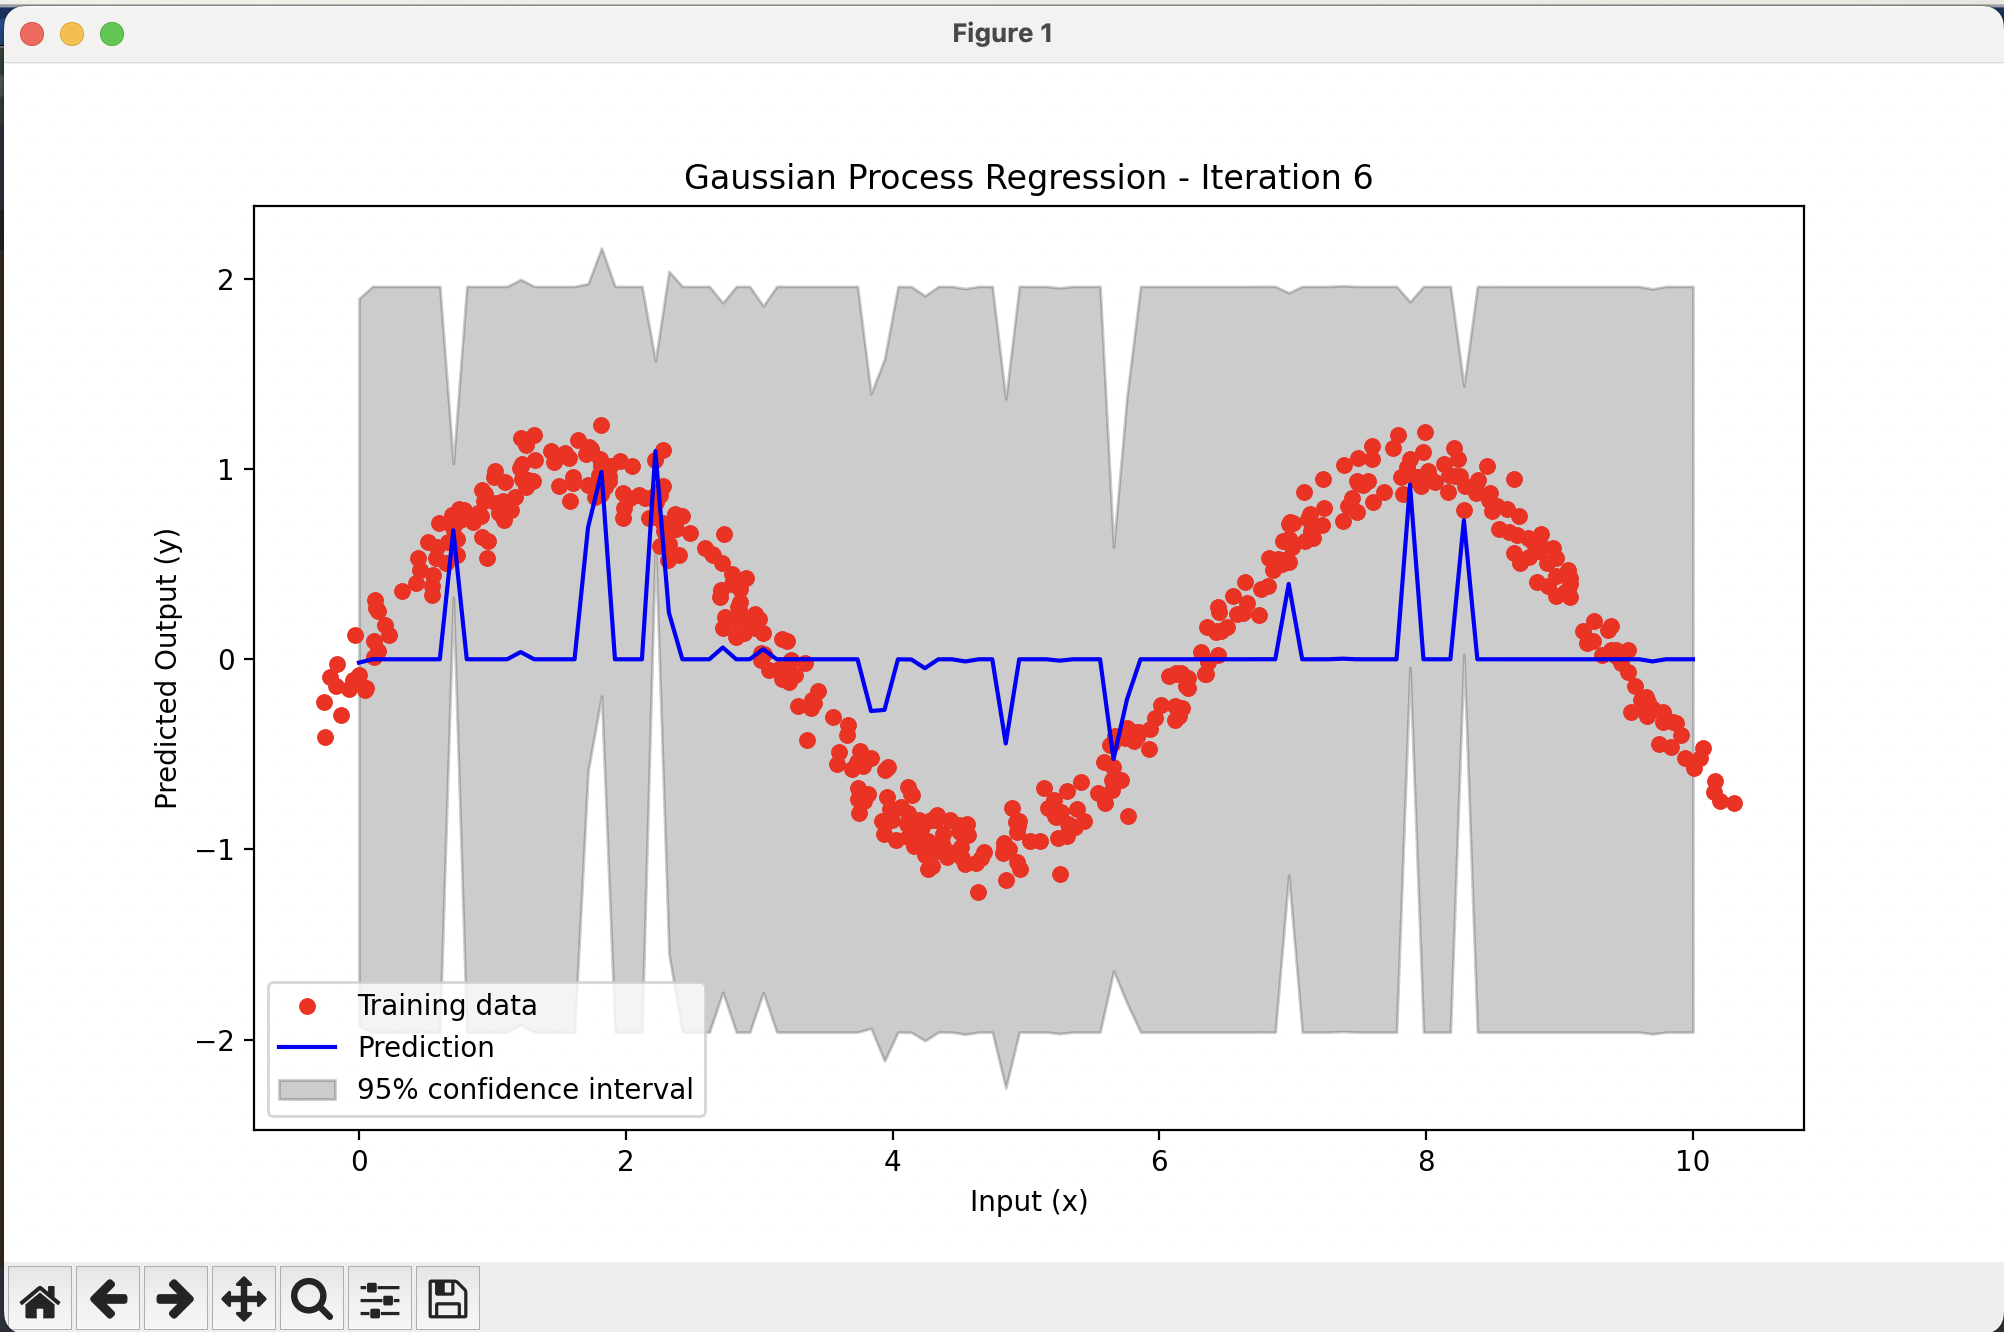 Figure 1
Gaussian Process Regression - Iteration 6
Predicted Output (y)
2
1
0
−1
−2
Training data
Prediction
95% confidence interval
0 2 4 6 8 10
Input (x)